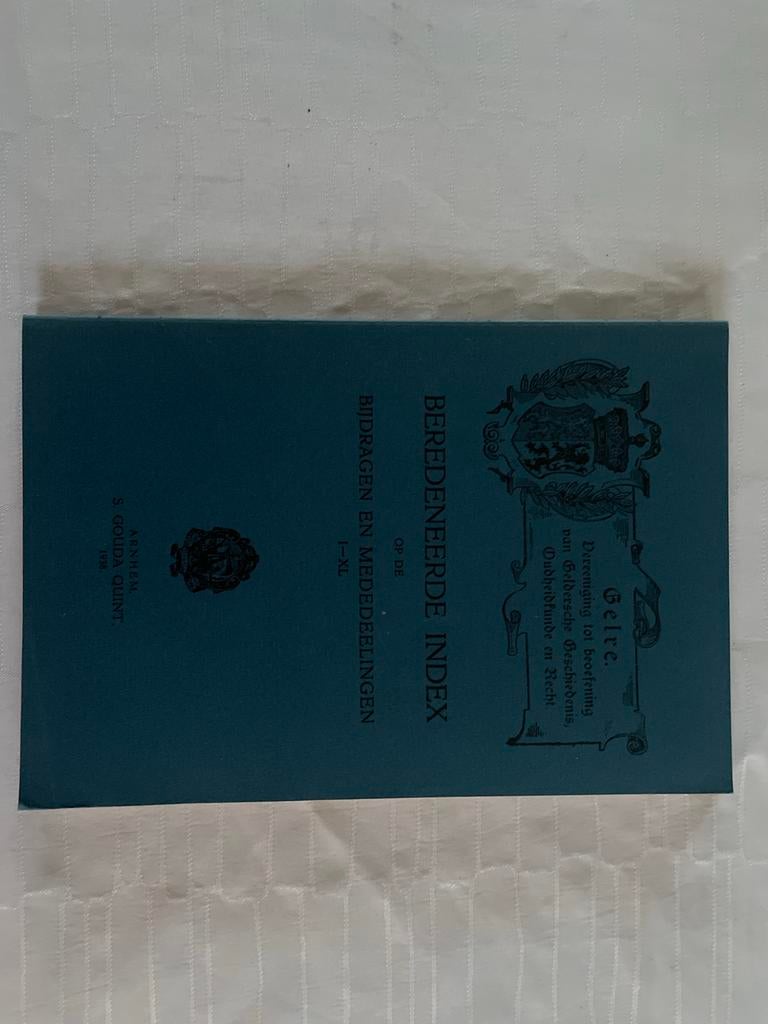 Gelre.
Vereeniging tot beoefening
van Geldersche Geschiedenis,
Oudheidkunde en Recht
BEREDENEERDE INDEX
OP DE
BIJDRAGEN EN MEDEDEELINGEN
I—XL
ARNHEM,
S. GOUDA QUINT.
1938.